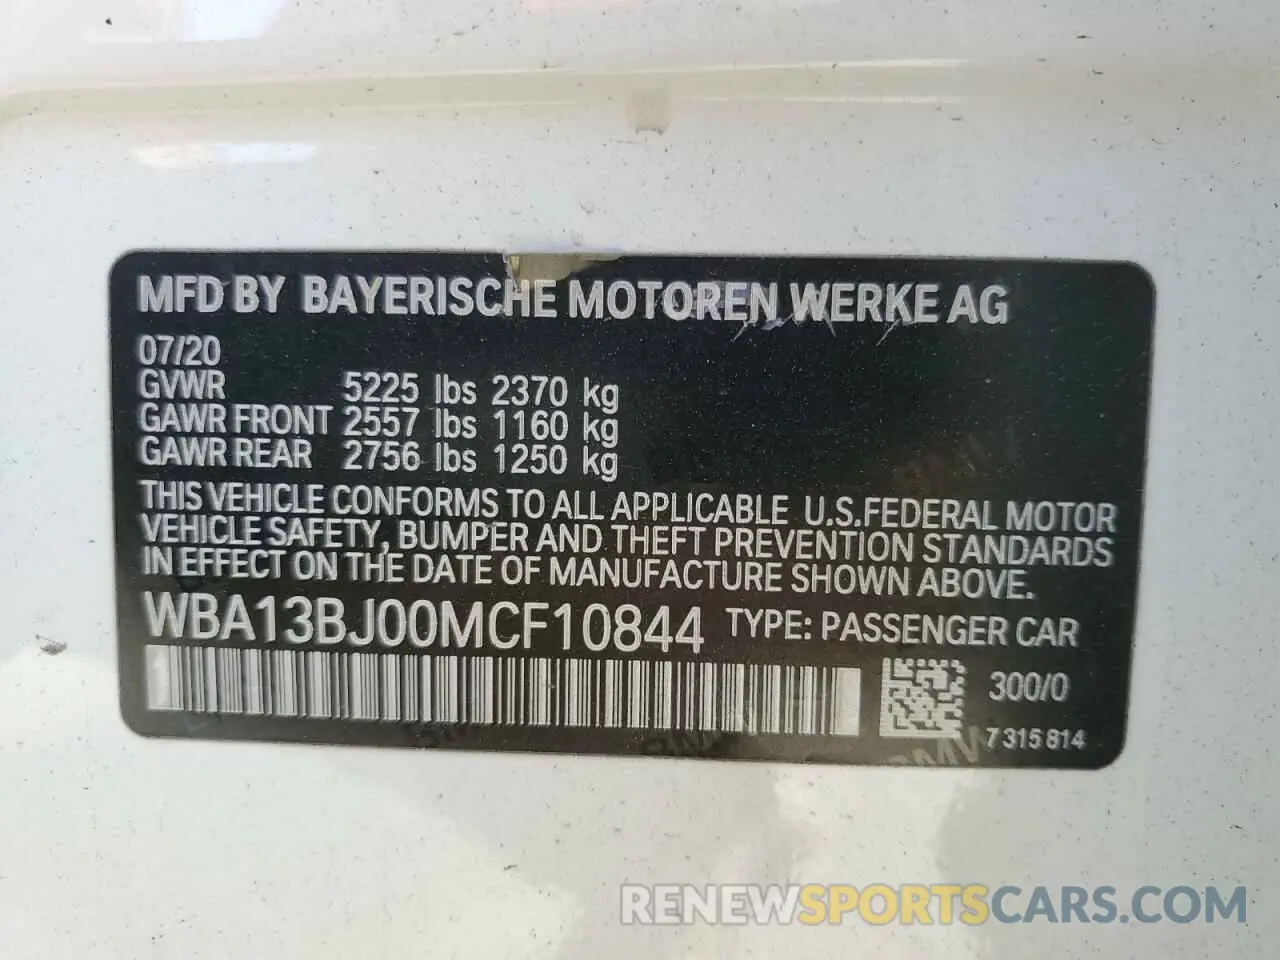 MFD BY BAYERISCHE MOTOREN WERKE AG
07/20
GVWR 5225 lbs 2370 kg
GAWR FRONT 2557 lbs 1160 kg
GAWR REAR 2756 lbs 1250 kg
THIS VEHICLE CONFORMS TO ALL APPLICABLE U.S.FEDERAL MOTOR
VEHICLE SAFETY, BUMPER AND THEFT PREVENTION STANDARDS
IN EFFECT ON THE DATE OF MANUFACTURE SHOWN ABOVE.
WBA13BJ00MCF10844 TYPE: PASSENGER CAR
300/0
7 315 814
RENEWSPORTSCARS.COM